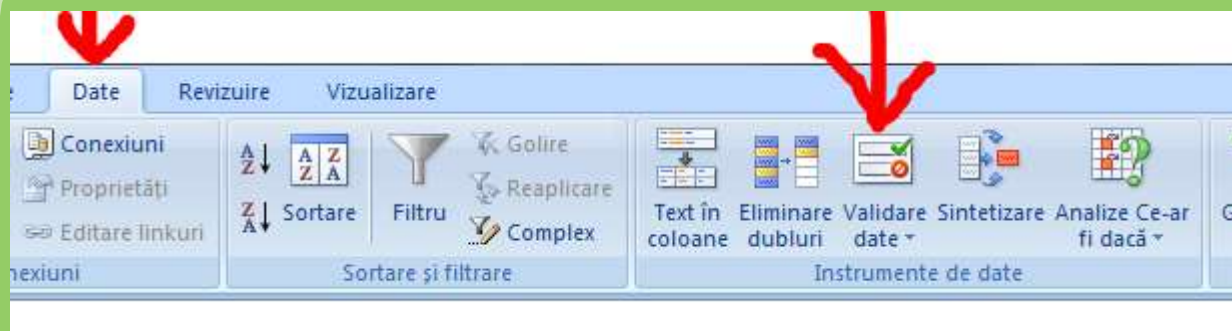 Date Revizuire Vizualizare
Conexiuni
Proprietăți
Editare linkuri
Sortare
Filtru
Golire
Reaplicare
Complex
Text în
coloane
Eliminare
dubluri
Validare
date
Sintetizare
Analize Ce-ar
fi dacă
Sortare și filtrare
Instrumente de date